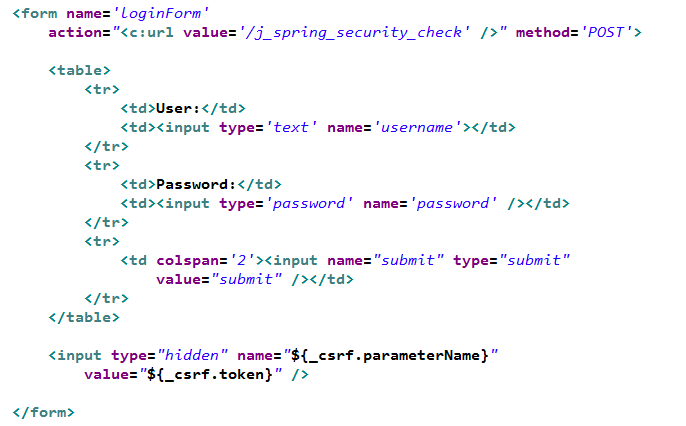 <form name='loginForm'
action="<c:url value='/j_spring_security_check' />" method='POST'>
<table>
<tr>
<td>User:</td>
<td><input type='text' name='username'></td>
</tr>
<tr>
<td>Password:</td>
<td><input type='password' name='password' /></td>
</tr>
<tr>
<td colspan='2'><input name="submit" type="submit"
value="submit" /></td>
</tr>
</table>
<input type="hidden" name="${_csrf.parameterName}"
value="${_csrf.token}" />
</form>